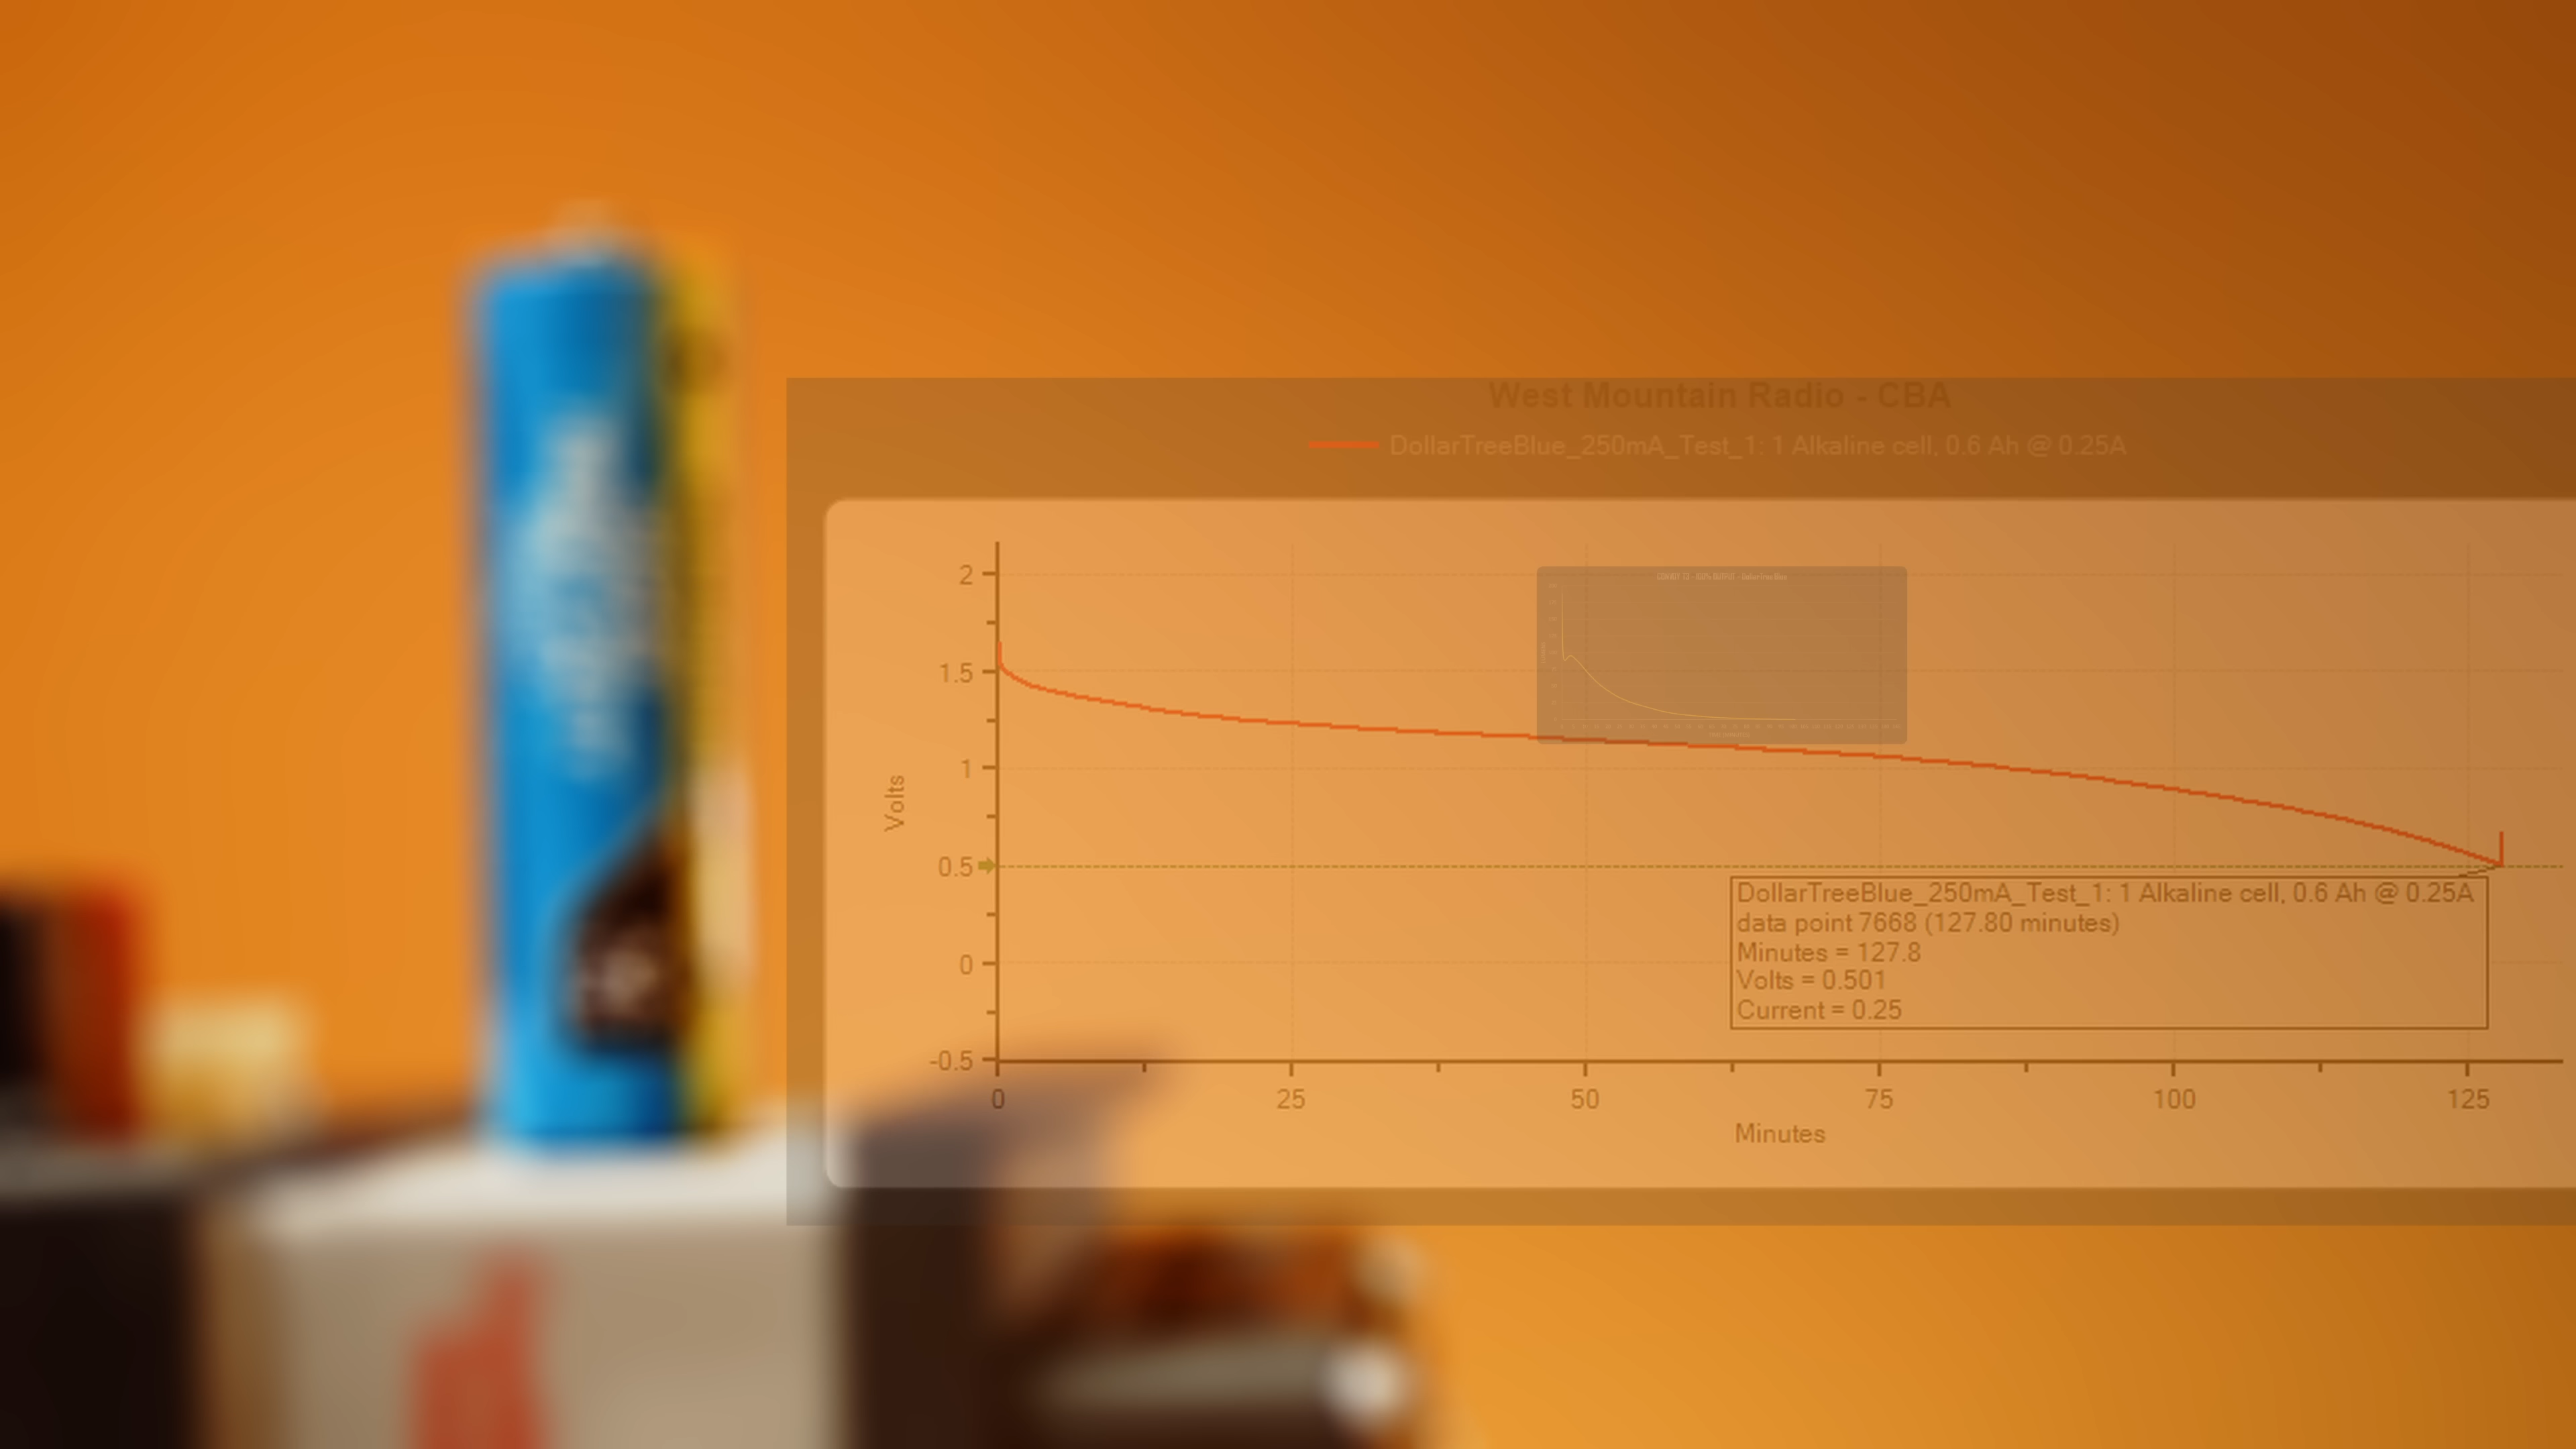 West Mountain Radio - CBA
DollarTreeBlue_250mA_Test_1: 1 Alkaline cell, 0.6 Ah @ 0.25A
2
1.5
1
0.5
0
-0.5
Volts
DollarTreeBlue_250mA_Test_1: 1 Alkaline cell, 0.6 Ah @ 0.25A
data point 7668 (127.80 minutes)
Minutes = 127.8
Volts = 0.501
Current = 0.25
0 25 50 75 100 125
Minutes